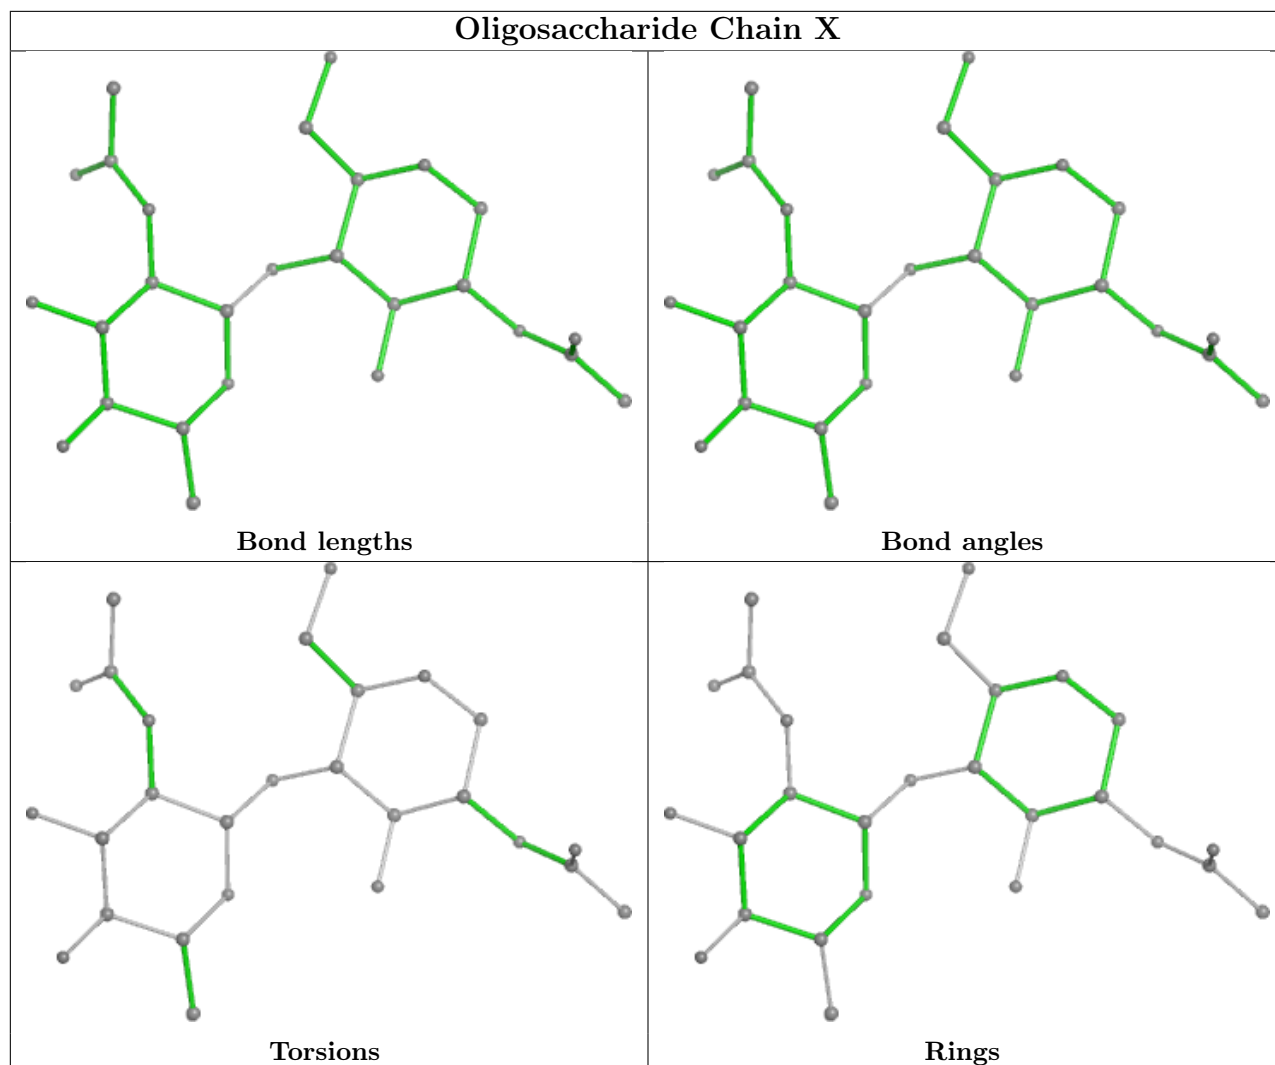 Oligosaccharide Chain X
Bond lengths
Bond angles
Torsions
Rings